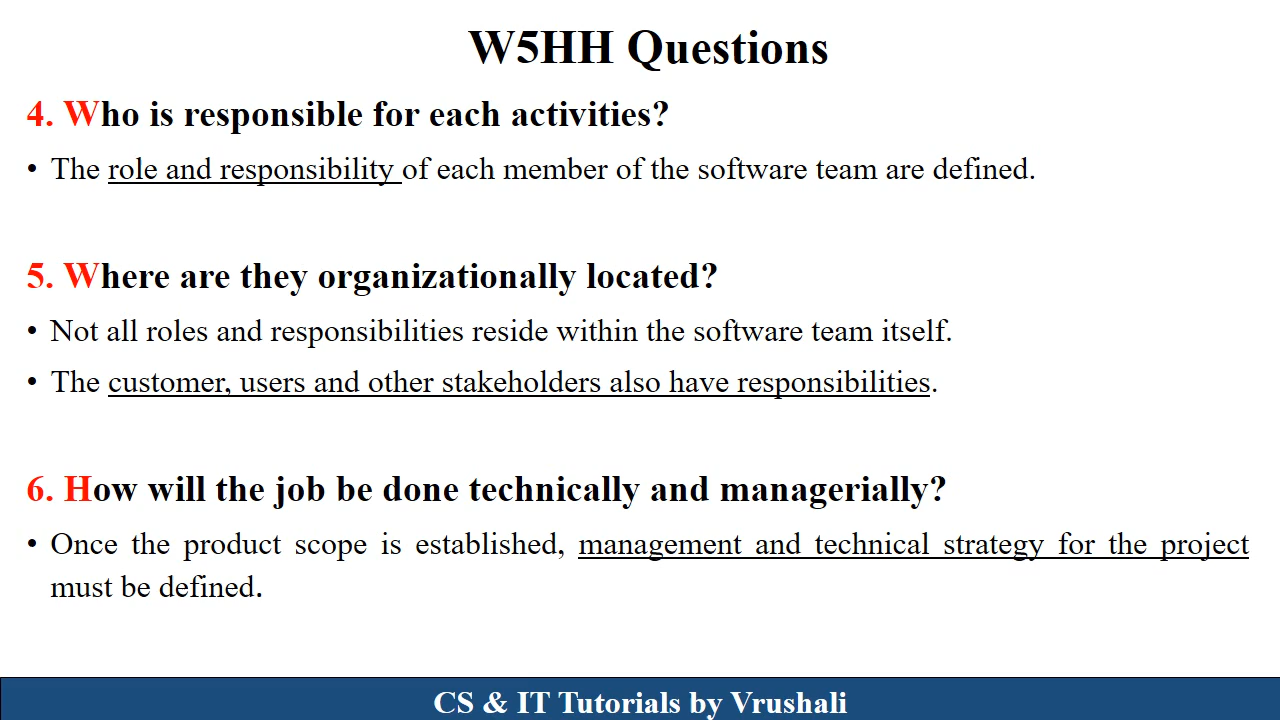 W5HH Questions
4. Who is responsible for each activities?
• The role and responsibility of each member of the software team are defined.
5. Where are they organizationally located?
• Not all roles and responsibilities reside within the software team itself.
• The customer, users and other stakeholders also have responsibilities.
6. How will the job be done technically and managerially?
• Once the product scope is established, management and technical strategy for the project
must be defined.
CS & IT Tutorials by Vrushali